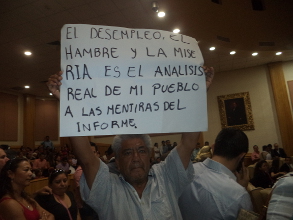 El DESEMPLEO, EL
HAMBRE Y LA MISE
RIA ES EL ANALISIS
REAL DE MI PUEBLO
A LAS MENTIRAS DEL
INFORME.